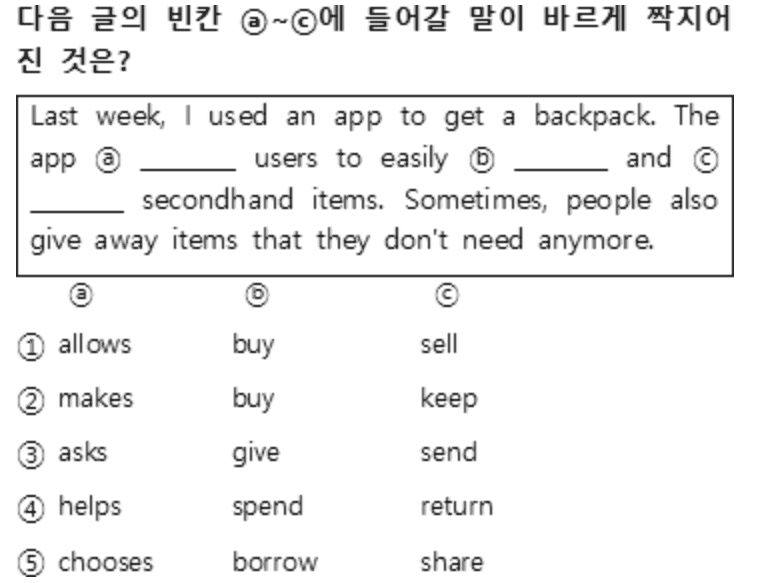 다음 글의 빈칸 ⓐ~ⓒ에 들어갈 말이 바르게 짝지어
진 것은?
Last week, I used an app to get a backpack. The
app ⓐ ________ users to easily ⓑ ________ and ⓒ
________ secondhand items. Sometimes, people also
give away items that they don't need anymore.
ⓐ ⓑ ⓒ
① allows buy sell
② makes buy keep
③ asks give send
④ helps spend return
⑤ chooses borrow share